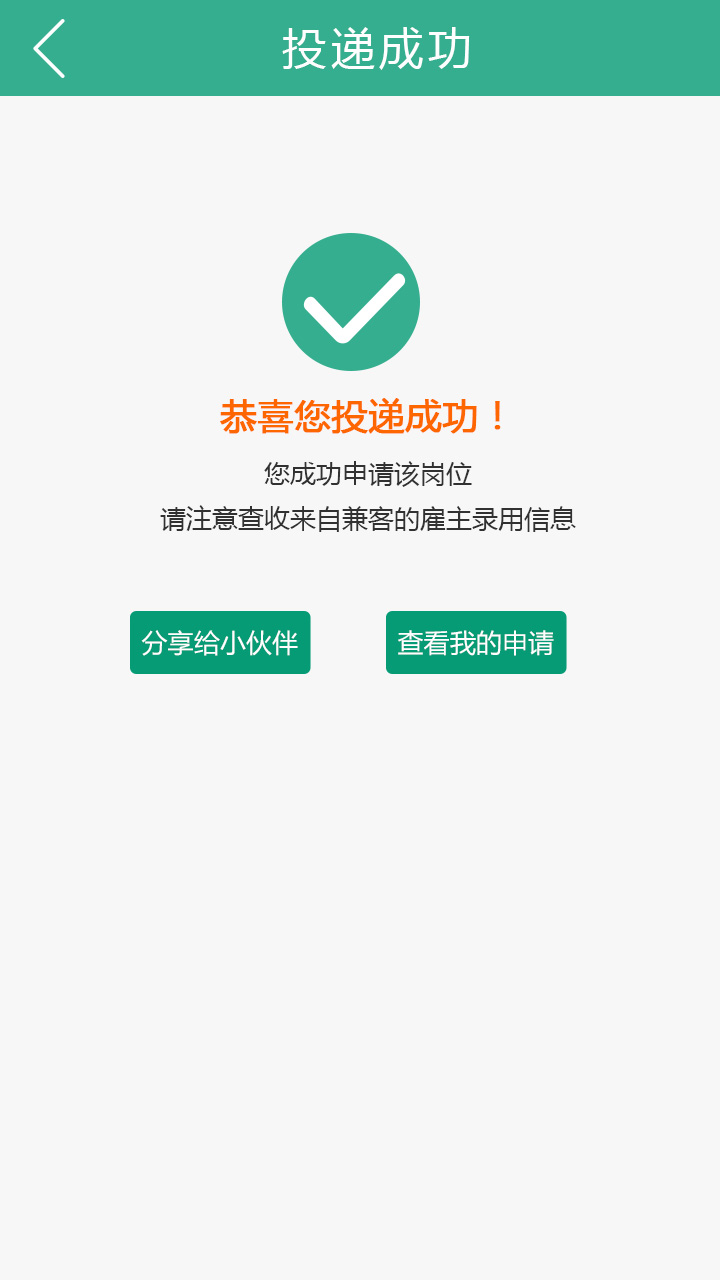 投递成功
恭喜您投递成功！
您成功申请该岗位
请注意查收来自兼客的雇主录用信息
分享给小伙伴
查看我的申请